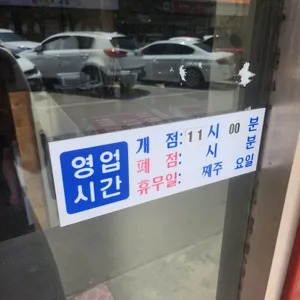 영업
시간
개 점: 11 시 00 분
폐 점: 시 분
휴무일: 째주 요일